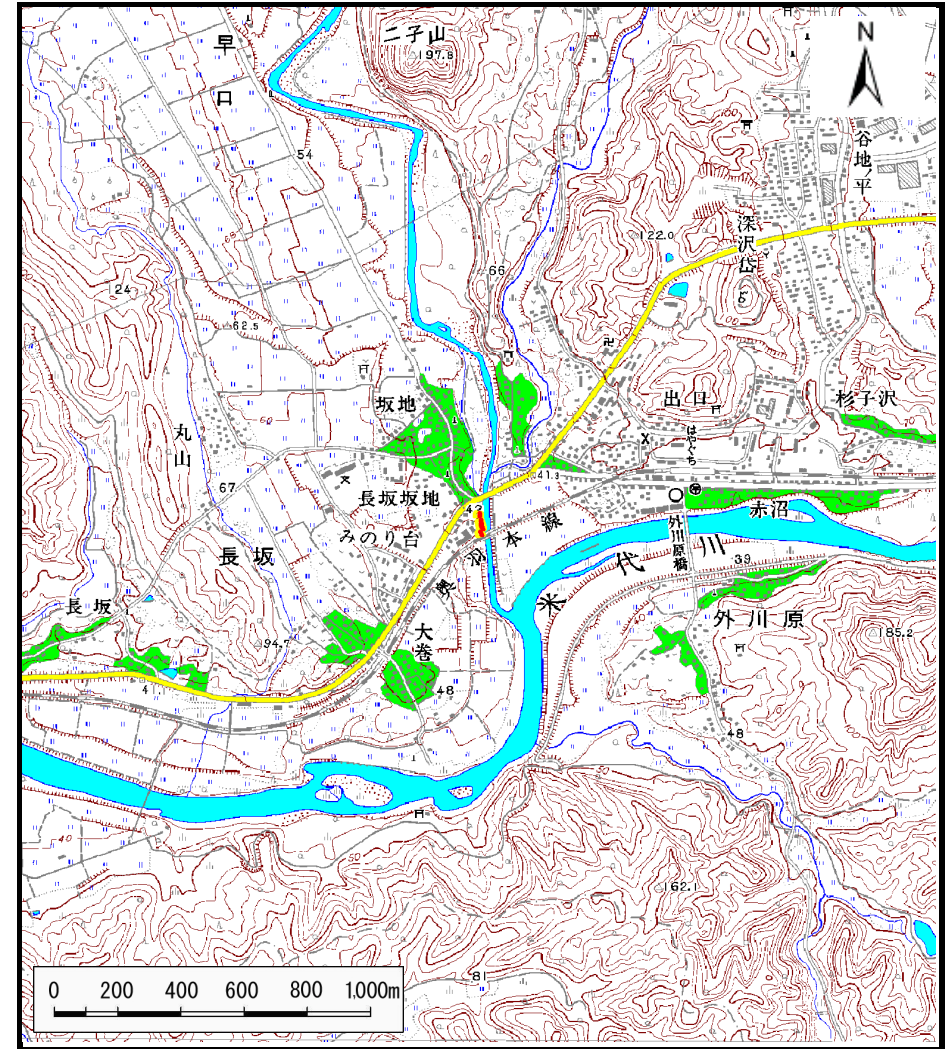 二子山
197.8
N
早口
谷地ノ平
54
深沢岱
122.0
66
124
62.5
坂地
出口
杉子沢
丸山
はやぐち
41.3
67
長坂坂地
42
みのり台
赤沼
外川原橋
奥羽本線
長坂
39
米代川
長坂
外川原
大巻
94.7
185.2
48
4
48
40
50
162.1
81
0 200 400 600 800 1,000m